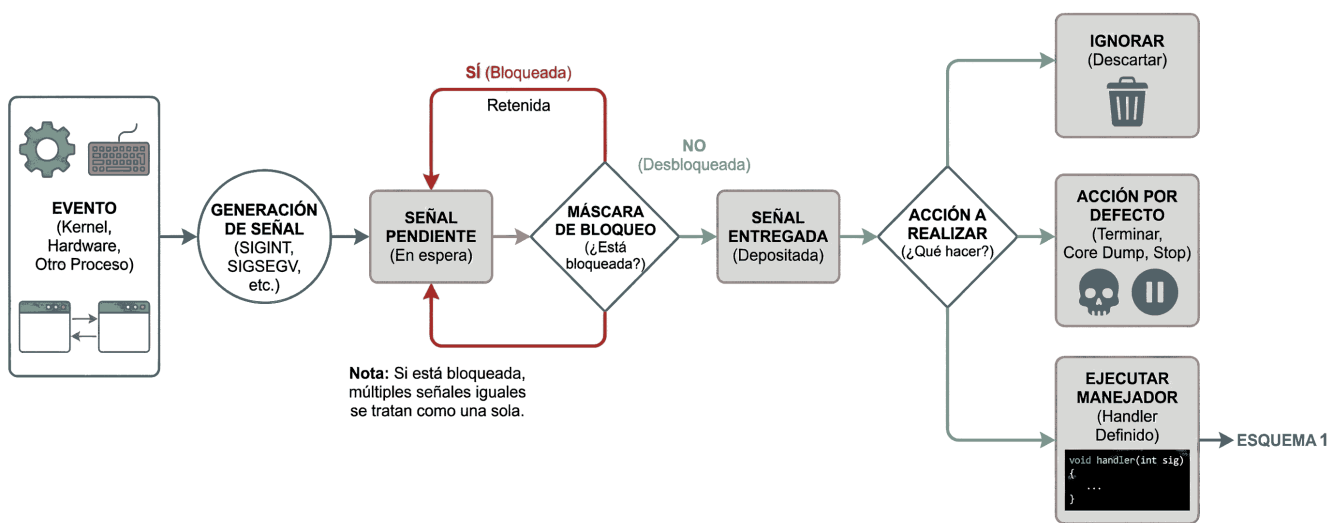 EVENTO
(Kernel,
Hardware,
Otro Proceso)
GENERACIÓN
DE SEÑAL
(SIGINT,
SIGSEGV,
etc.)
SEÑAL
PENDIENTE
(En espera)
SÍ (Bloqueada)
Retenida
MÁSCARA
DE BLOQUEO
(¿Está
bloqueada?)
Nota: Si está bloqueada,
múltiples señales iguales
se tratan como una sola.
NO
(Desbloqueada)
SEÑAL
ENTREGADA
(Depositada)
ACCIÓN A
REALIZAR
(¿Qué hacer?)
IGNORAR
(Descartar)
ACCIÓN POR
DEFECTO
(Terminar,
Core Dump, Stop)
EJECUTAR
MANEJADOR
(Handler
Definido)
void handler(int sig)
{
...
}
ESQUEMA 1